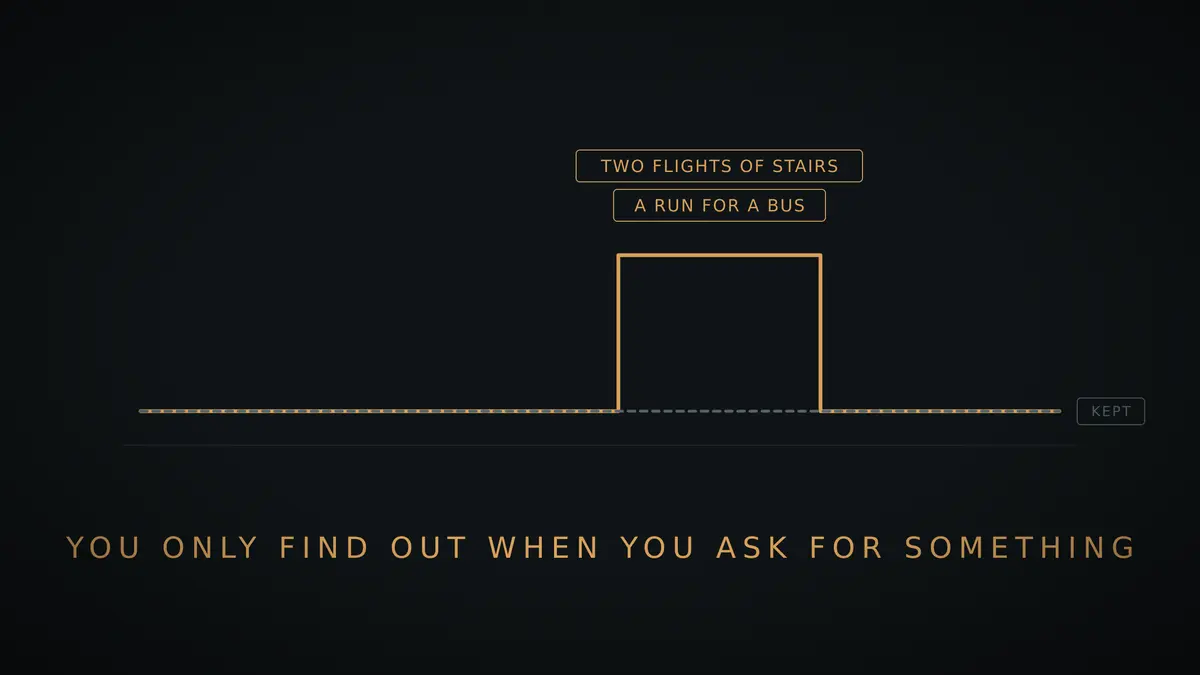 TWO FLIGHTS OF STAIRS
A RUN FOR A BUS
KEPT
YOU ONLY FIND OUT WHEN YOU ASK FOR SOMETHING